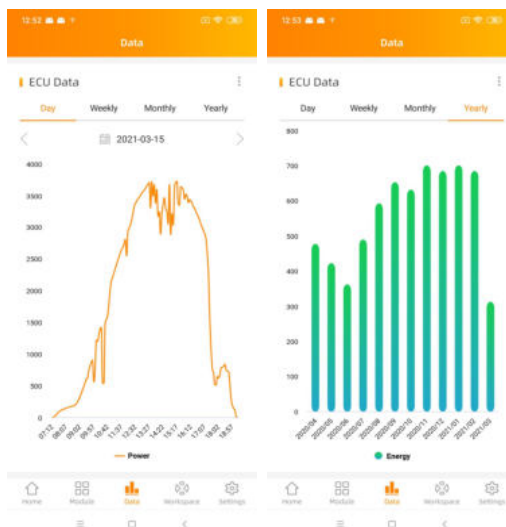 12:52
Data
ECU Data
Day Weekly Monthly Yearly
2021-03-15
4000
3500
3000
2500
2000
1500
1000
500
0
07:12 08:07 09:02 09:57 10:42 11:37 12:32 13:27 14:22 15:17 16:12 17:07 18:02 18:57
Power
Home Module Data Workspace Settings
12:53
Data
ECU Data
Day Weekly Monthly Yearly
800
700
600
500
400
300
200
100
0
2020/04 2020/05 2020/06 2020/07 2020/08 2020/09 2020/10 2020/11 2020/12 2021/01 2021/02 2021/03
Energy
Home Module Data Workspace Settings